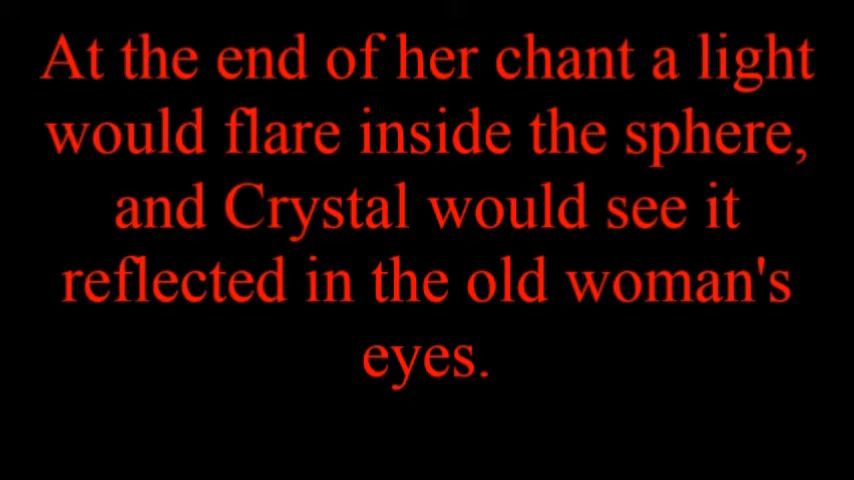 At the end of her chant a light
would flare inside the sphere,
and Crystal would see it
reflected in the old woman's
eyes.